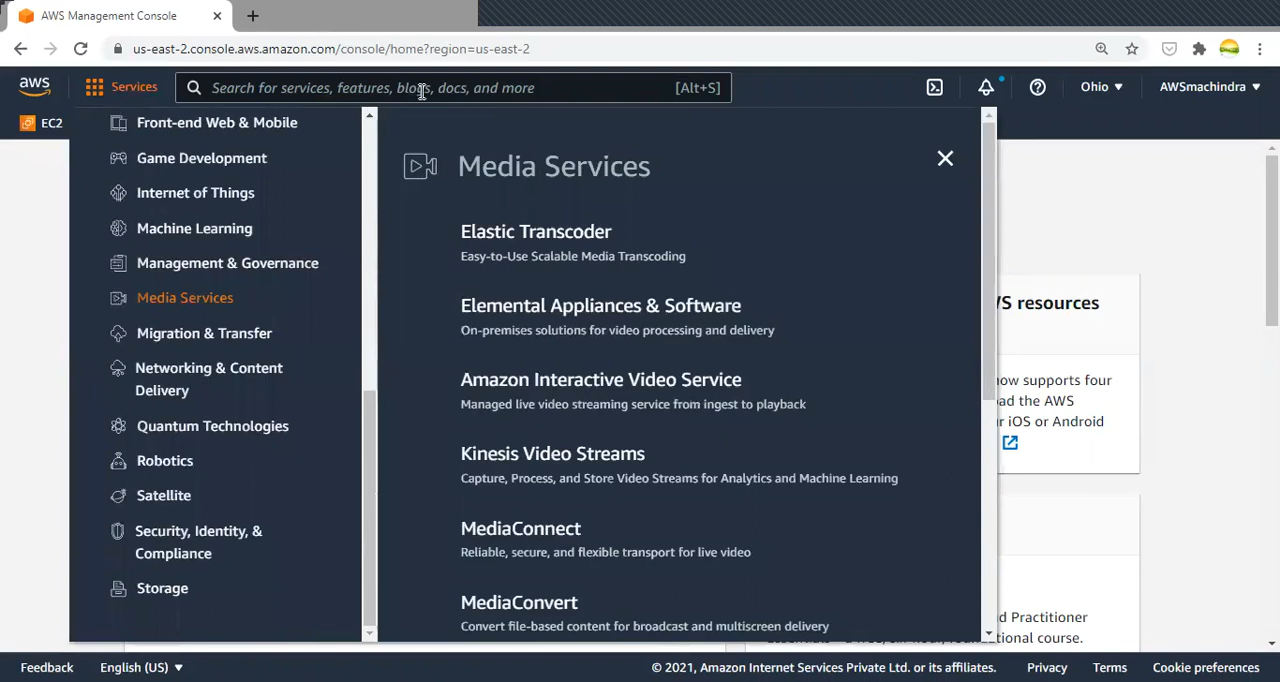 AWS Management Console
us-east-2.console.aws.amazon.com/console/home?region=us-east-2
aws
Services
Search for services, features, blogs, docs, and more
[Alt+S]
Ohio
AWSmachindra
EC2
Front-end Web & Mobile
Game Development
Internet of Things
Machine Learning
Management & Governance
Media Services
Migration & Transfer
Networking & Content
Delivery
Quantum Technologies
Robotics
Satellite
Security, Identity, &
Compliance
Storage
Media Services
Elastic Transcoder
Easy-to-Use Scalable Media Transcoding
Elemental Appliances & Software
On-premises solutions for video processing and delivery
Amazon Interactive Video Service
Managed live video streaming service from ingest to playback
Kinesis Video Streams
Capture, Process, and Store Video Streams for Analytics and Machine Learning
MediaConnect
Reliable, secure, and flexible transport for live video
MediaConvert
Convert file-based content for broadcast and multiscreen delivery
resources
supports four
the AWS
iOS or Android
Practitioner
course.
Feedback
English (US)
© 2021, Amazon Internet Services Private Ltd. or its affiliates.
Privacy
Terms
Cookie preferences